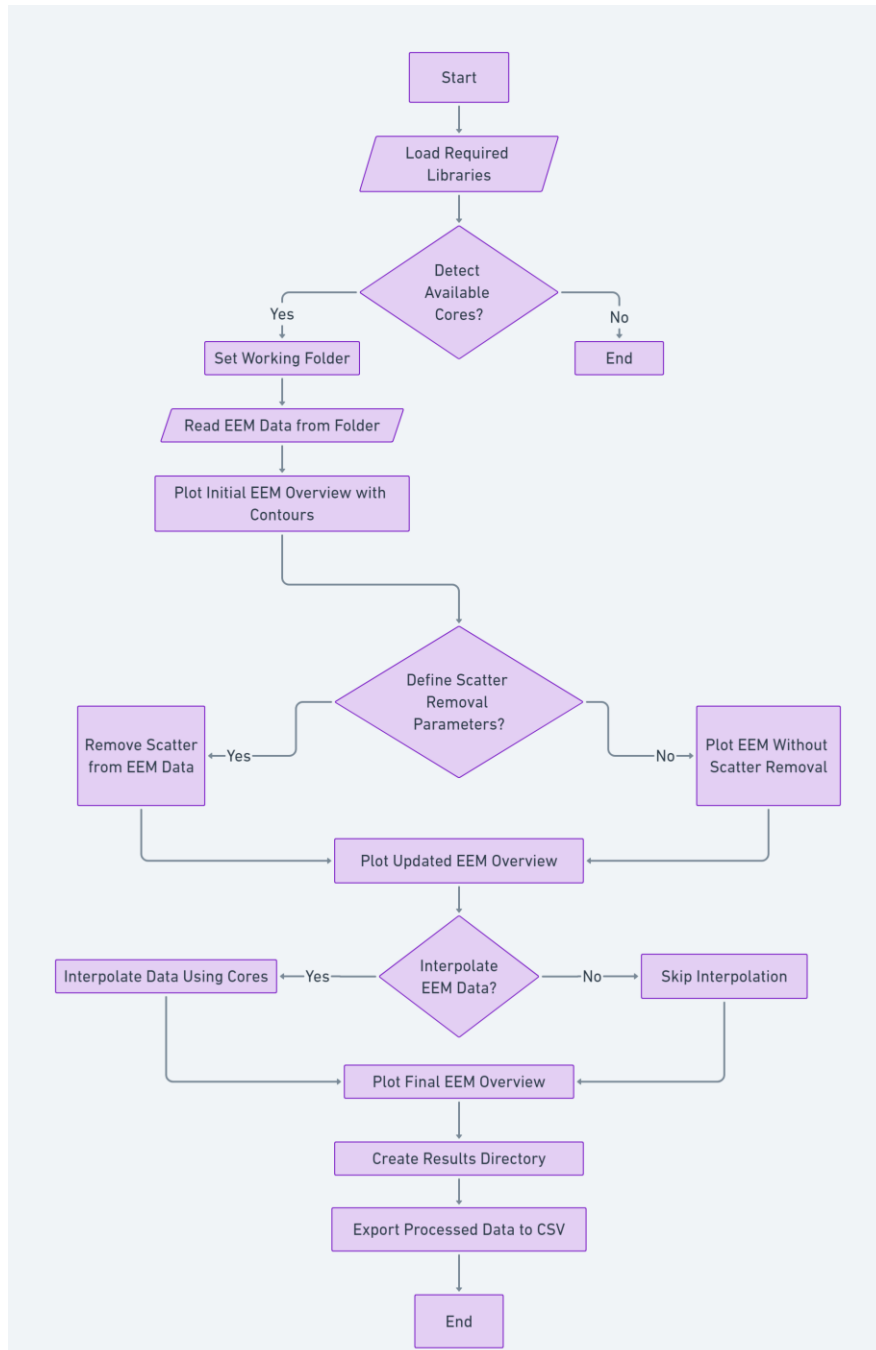 Start
Load Required
Libraries
Detect
Available
Cores?
Yes
No
Set Working Folder
End
Read EEM Data from Folder
Plot Initial EEM Overview with
Contours
Define Scatter
Removal
Parameters?
Remove Scatter
from EEM Data
Yes
No
Plot EEM Without
Scatter Removal
Plot Updated EEM Overview
Interpolate
EEM Data?
Interpolate Data Using Cores
Yes
No
Skip Interpolation
Plot Final EEM Overview
Create Results Directory
Export Processed Data to CSV
End